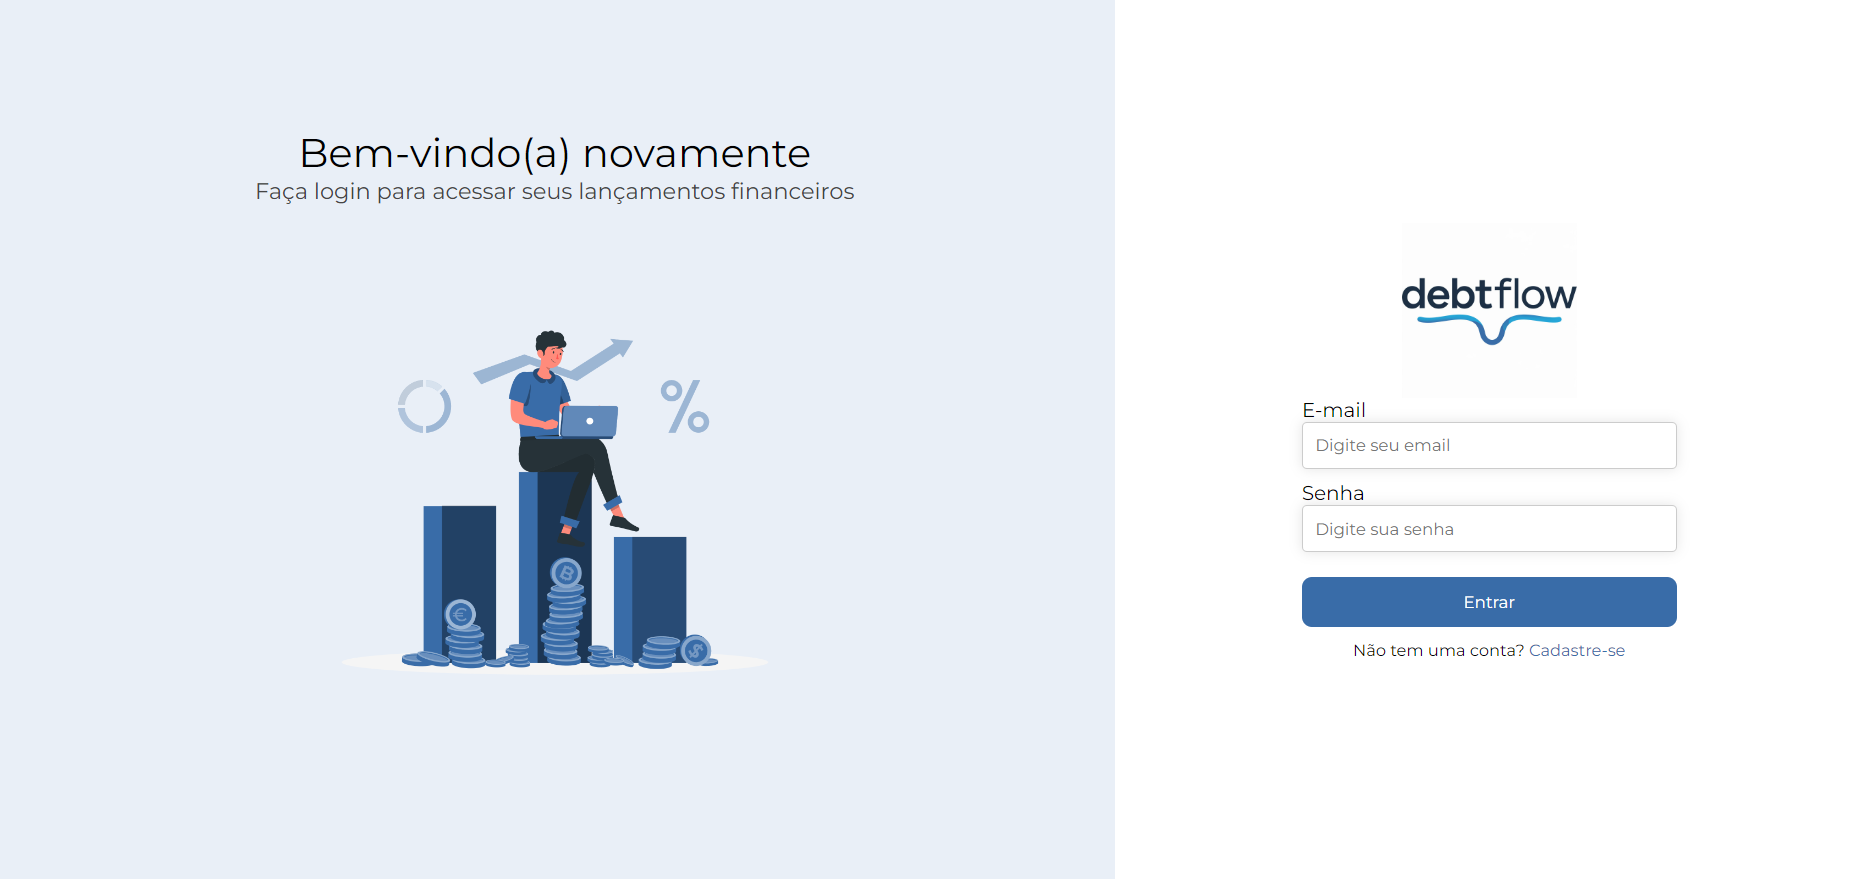 Bem-vindo(a) novamente
Faça login para acessar seus lançamentos financeiros
%
€
$
debtflow
E-mail
Digite seu email
Senha
Digite sua senha
Entrar
Não tem uma conta? Cadastre-se